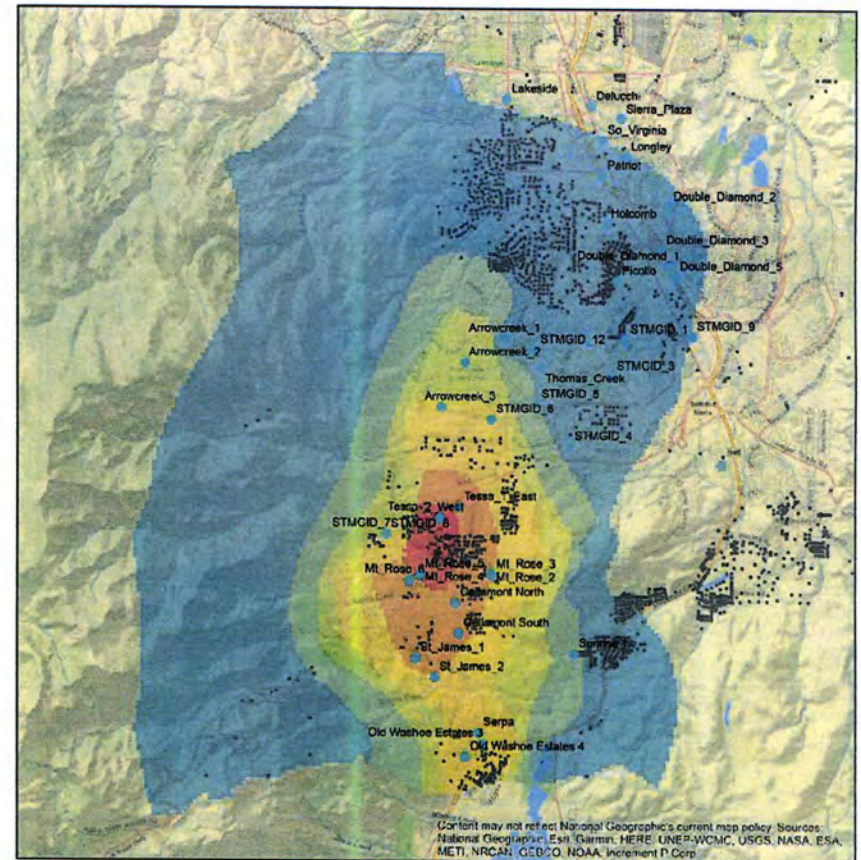 Lakeside
Delucchi
Sierra_Plaza
So_Virginia
Longley
Patriot
Double_Diamond_2
Holcomb
Double_Diamond_3
Double_Diamond_1
Picollo
Double_Diamond_5
Arrowcreek_1
STMGID_12
STMGID_1
STMGID_9
Arrowcreek_2
STMGID_3
Thomas_Creek
STMGID_5
Arrowcreek_3
STMGID_6
STMGID_4
Tessa_1_East
Tessa_2_West
STMGID_7
STMGID_8
Mt_Rose_5
Mt_Rose_3
Mt_Rose_6
Mt_Rose_4
Mt_Rose_2
Callamont North
Callamont South
St_James_1
St_James_2
Serpa
Old Washoe Estates 3
Old Washoe Estates 4
Content may not reflect National Geographic's current map policy. Sources:
National Geographic, Esri, Garmin, HERE, UNEP-WCMC, USGS, NASA, ESA,
METI, NRCAN, GEBCO, NOAA, Increment P Corp.